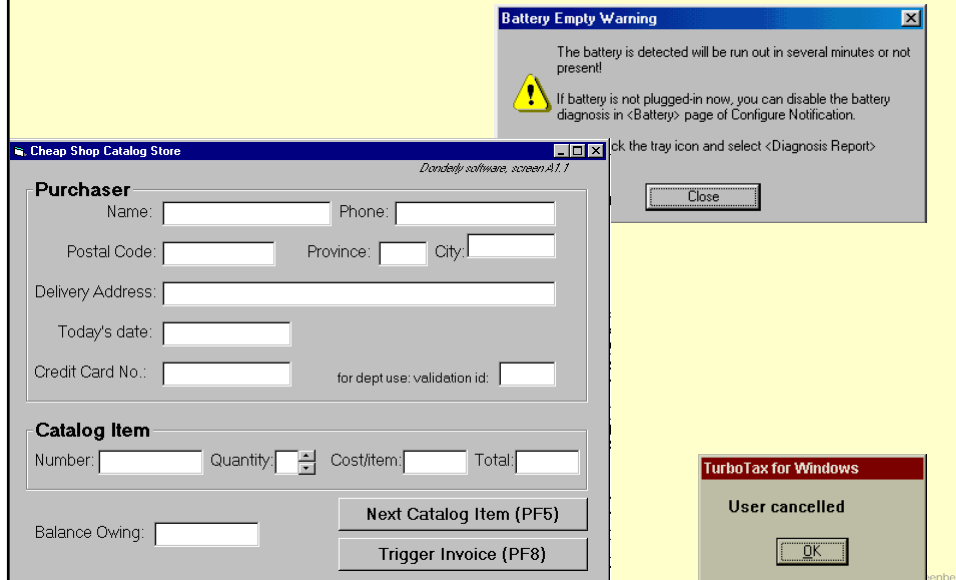 Battery Empty Warning
The battery is detected will be run out in several minutes or not
present!
If battery is not plugged-in now, you can disable the battery
diagnosis in <Battery> page of Configure Notification.
ck the tray icon and select <Diagnosis Report>
Close
Cheap Shop Catalog Store
Donderly software, screen A1.1
Purchaser
Name: Phone:
Postal Code: Province: City:
Delivery Address:
Today's date:
Credit Card No.: for dept use: validation id:
Catalog Item
Number: Quantity: Cost/item: Total:
Next Catalog Item (PF5)
Balance Owing:
Trigger Invoice (PF8)
TurboTax for Windows
User cancelled
OK